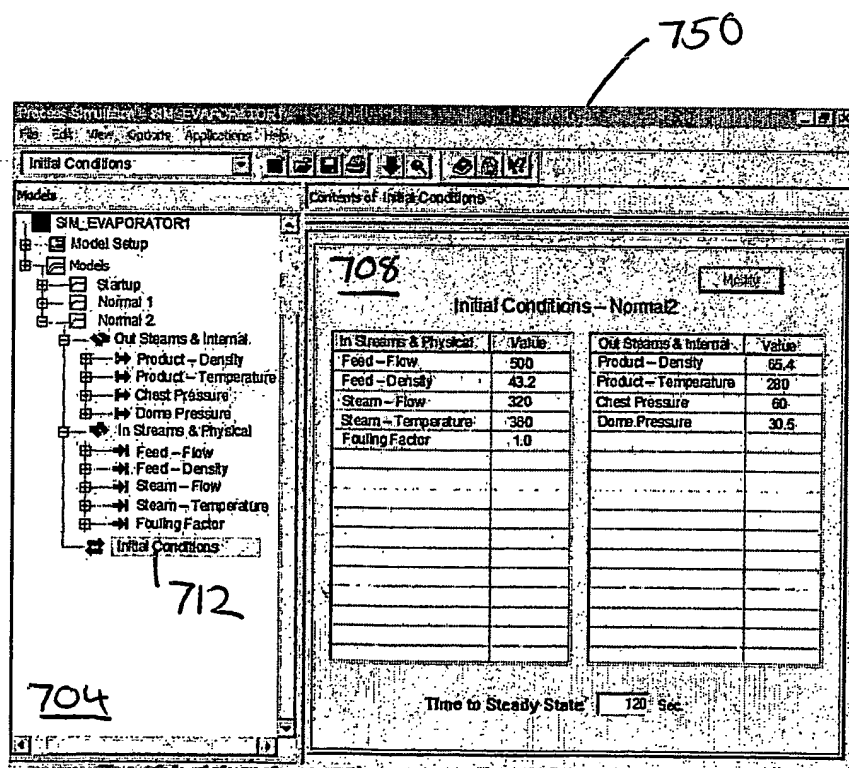 750
Process Simulation - SIM_EVAPORATOR1
File Edit View Options Applications Help
Initial Conditions
Models
Contents of Initial Conditions
SIM_EVAPORATOR1
Model Setup
Models
Startup
Normal 1
Normal 2
Out Steams & Internal
Product – Density
Product – Temperature
Chest Pressure
Dome Pressure
In Streams & Physical
Feed – Flow
Feed – Density
Steam – Flow
Steam – Temperature
Fouling Factor
Initial Conditions
712
704
708
Modify
Initial Conditions – Normal2
In Streams & Physical Value
Feed – Flow 500
Feed – Density 43.2
Steam – Flow 320
Steam – Temperature 380
Fouling Factor 1.0
Out Steams & Internal Value
Product – Density 65.4
Product – Temperature 280
Chest Pressure 60
Dome Pressure 30.5
Time to Steady State 120 Sec